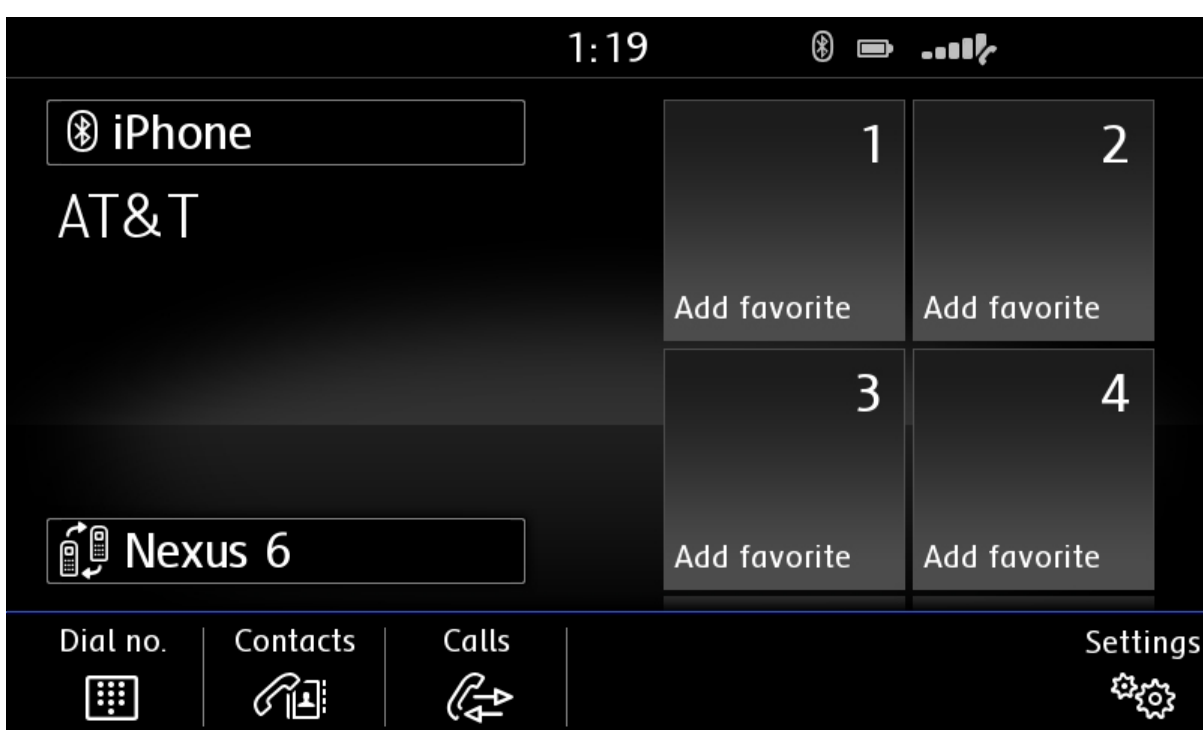 1:19
iPhone
AT&T
1
2
Add favorite
Add favorite
3
4
Add favorite
Add favorite
Nexus 6
Dial no.
Contacts
Calls
Settings